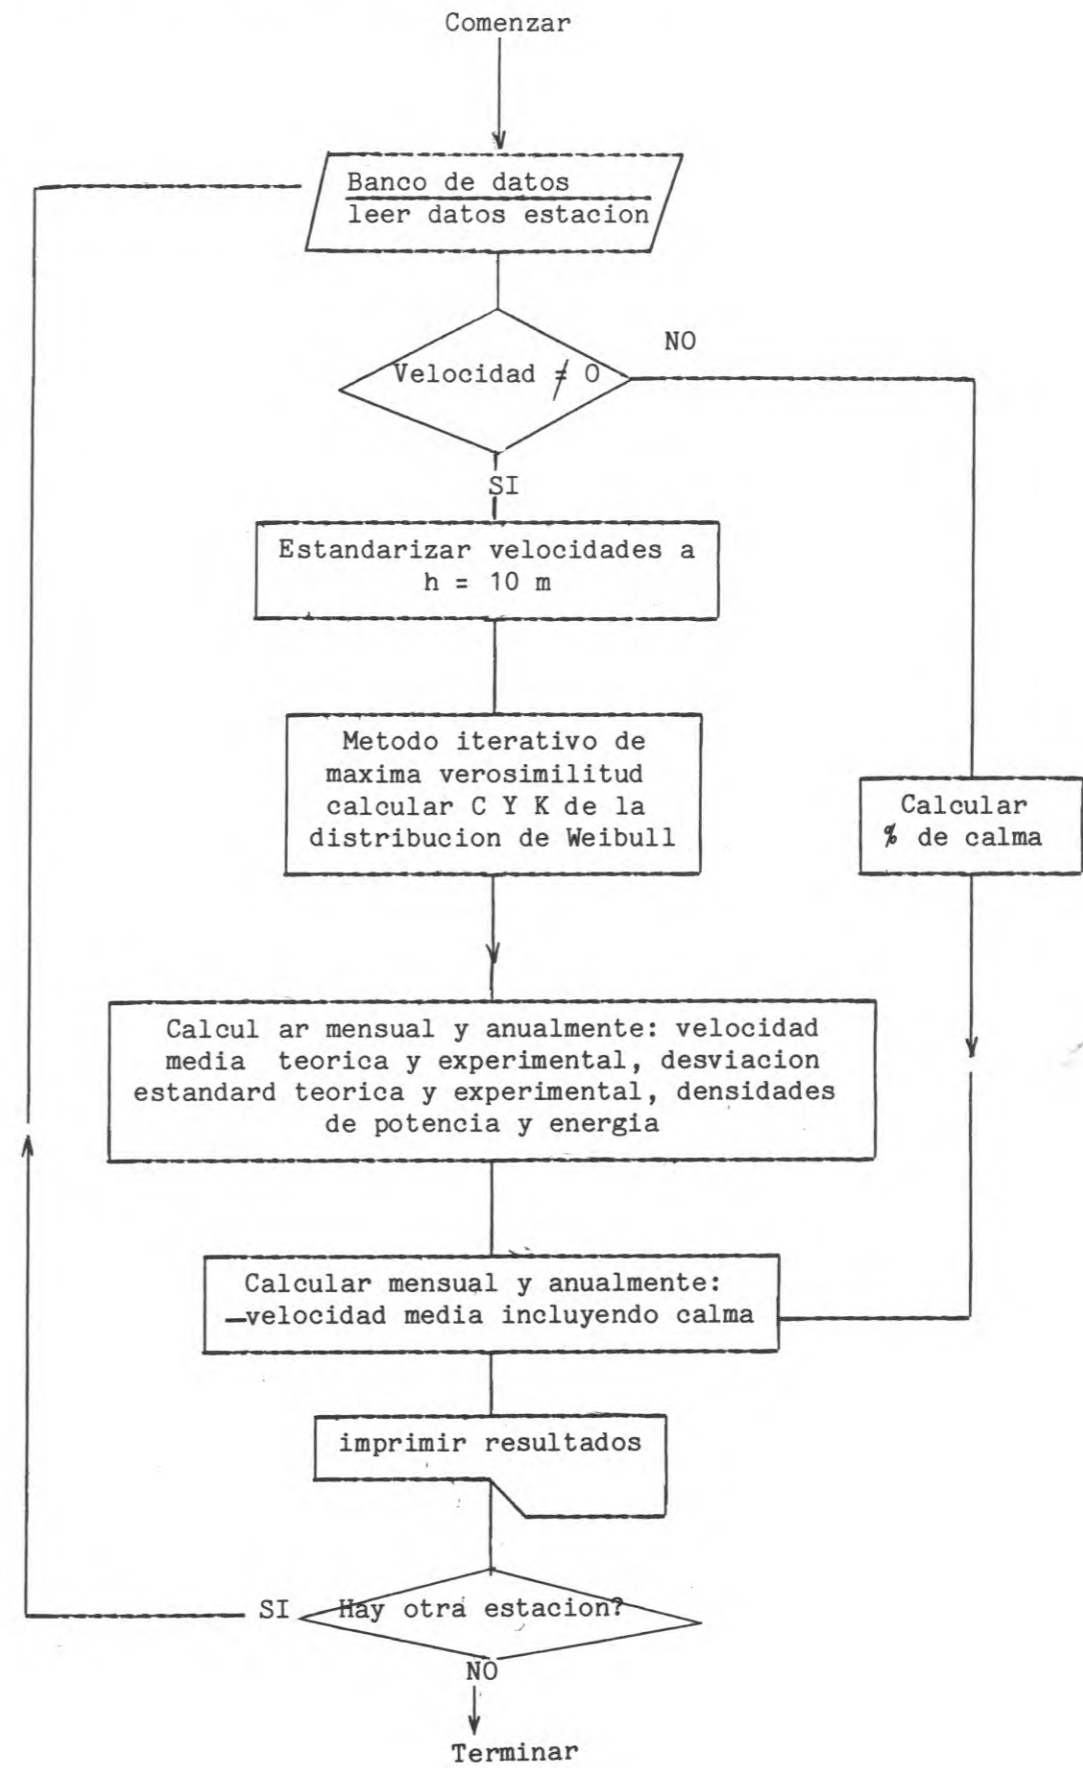 Comenzar
Banco de datos
leer datos estacion
NO
Velocidad ≠ 0
SI
Estandarizar velocidades a
h = 10 m
Metodo iterativo de
maxima verosimilitud
calcular C Y K de la
distribucion de Weibull
Calcular
% de calma
Calcul ar mensual y anualmente: velocidad
media teorica y experimental, desviacion
estandard teorica y experimental, densidades
de potencia y energia
Calcular mensual y anualmente:
—velocidad media incluyendo calma
imprimir resultados
SI
Hay otra estacion?
NO
Terminar